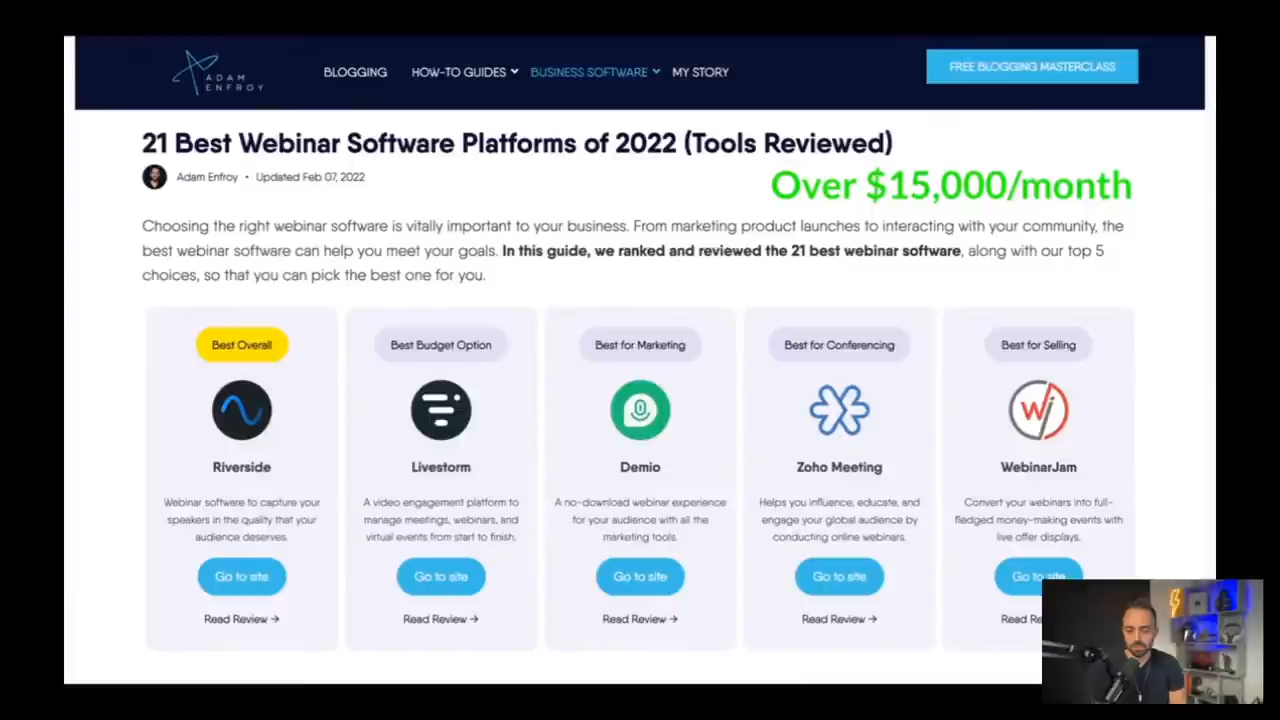 ADAM
ENFROY
BLOGGING
HOW-TO GUIDES
BUSINESS SOFTWARE
MY STORY
FREE BLOGGING MASTERCLASS
21 Best Webinar Software Platforms of 2022 (Tools Reviewed)
Adam Enfroy • Updated Feb 07, 2022
Over $15,000/month
Choosing the right webinar software is vitally important to your business. From marketing product launches to interacting with your community, the
best webinar software can help you meet your goals. In this guide, we ranked and reviewed the 21 best webinar software, along with our top 5
choices, so that you can pick the best one for you.
Best Overall
Riverside
Webinar software to capture your
speakers in the quality that your
audience deserves.
Go to site
Read Review →
Best Budget Option
Livestorm
A video engagement platform to
manage meetings, webinars, and
virtual events from start to finish.
Go to site
Read Review →
Best for Marketing
Demio
A no-download webinar experience
for your audience with all the
marketing tools.
Go to site
Read Review →
Best for Conferencing
Zoho Meeting
Helps you influence, educate, and
engage your global audience by
conducting online webinars.
Go to site
Read Review →
Best for Selling
WebinarJam
Convert your webinars into full-
fledged money-making events with
live offer displays.
Go to site
Read